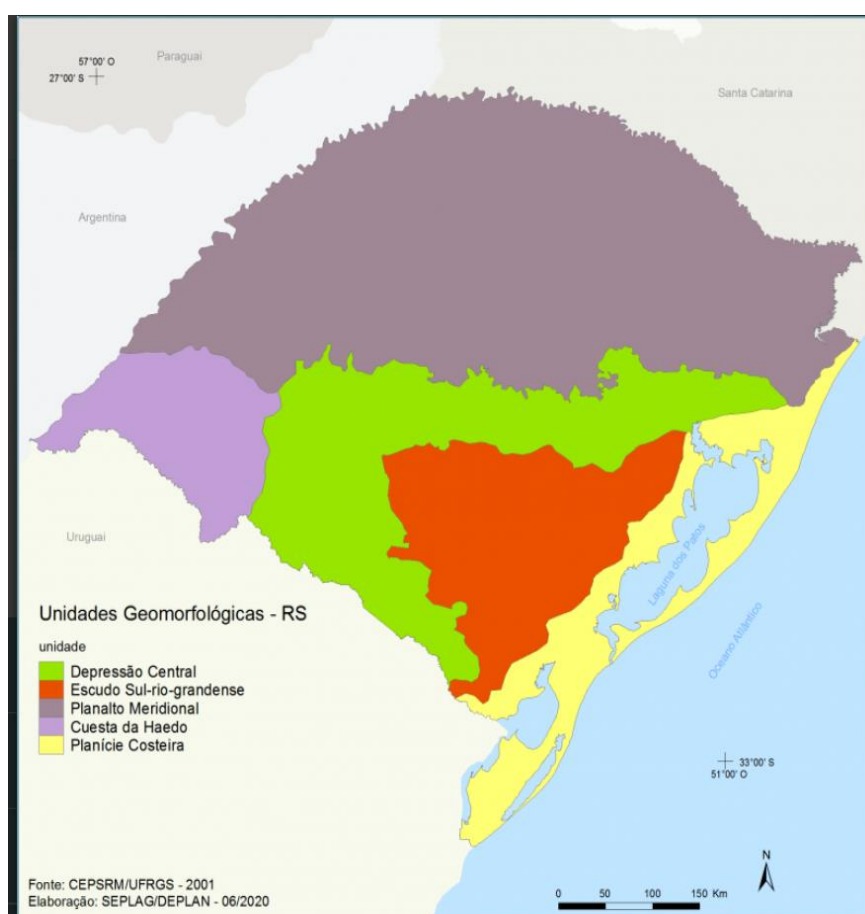 Paraguai
57°00' O
27°00' S
Santa Catarina
Argentina
Uruguai
Laguna dos Patos
Oceano Atlântico
Unidades Geomorfológicas - RS
unidade
Depressão Central
Escudo Sul-rio-grandense
Planalto Meridional
Cuesta da Haedo
Planície Costeira
33°00' S
51°00' O
N
Fonte: CEPSRM/UFRGS - 2001
Elaboração: SEPLAG/DEPLAN - 06/2020
0 50 100 150 Km